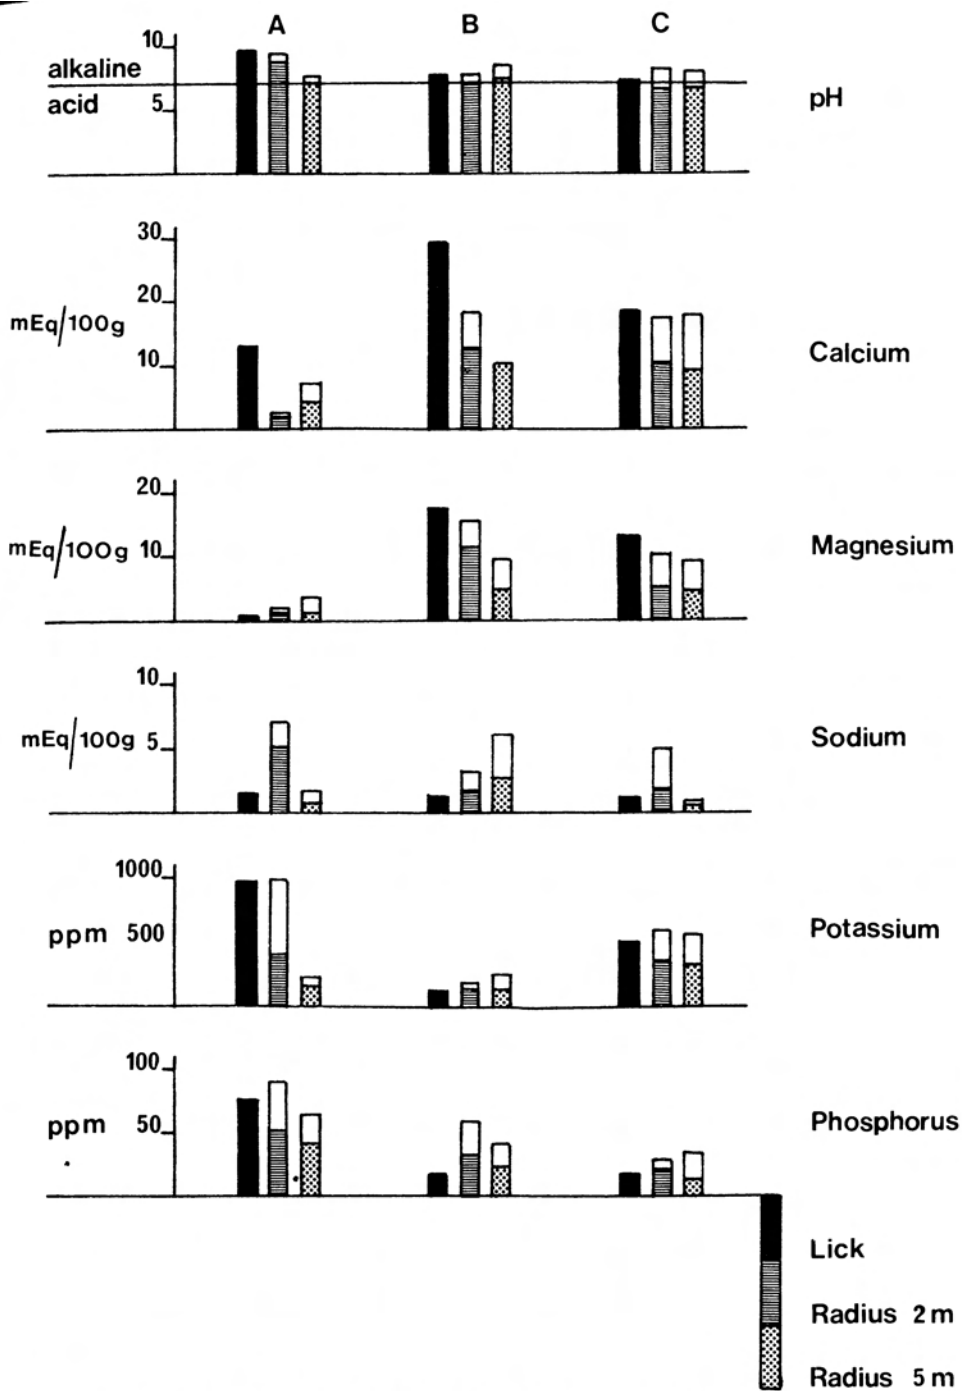 A B C
10
alkaline
acid 5
pH
30
20
mEq/100g
10
Calcium
20
mEq/100g 10
Magnesium
10
mEq/100g 5
Sodium
1000
ppm 500
Potassium
100
ppm 50
Phosphorus
Lick
Radius 2 m
Radius 5 m